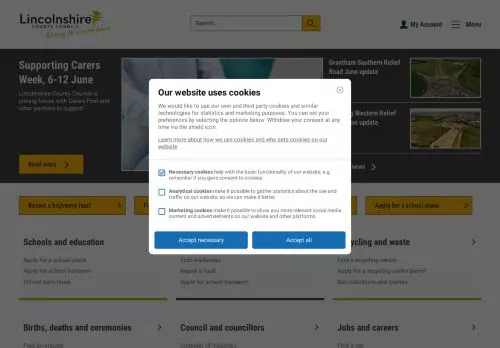 Lincolnshire
COUNTY COUNCIL
Search...
My Account
Menu
Supporting Carers
Week, 6-12 June
Lincolnshire County Council is
joining forces with Carers First and
other partners to support
Read more
Grantham Southern Relief
Road June update
Western Relief
June update
news
Our website uses cookies
We would like to use our own and third party cookies and similar
technologies for statistics and marketing purposes. You can set your
preferences by selecting the options below. Withdraw your consent at
any time via the shield icon.
Learn more about how we use cookies and who sets cookies on our
website
Necessary cookies help with the basic functionality of our website, e.g.
remember if you gave consent to cookies.
Analytical cookies make it possible to gather statistics about the use and
traffic on our website, so we can make it better.
Marketing cookies make it possible to show you more relevant social media
content and advertisements on our website and other platforms.
Accept necessary
Accept all
Report a highways fault
Apply for a school place
Schools and education
cycling and waste
Apply for a school place
Find a recycling centre
Apply for school transport
Report a fault
Apply for a recycling centre permit
School term times
Apply for school transport
Bin collections and queries
Births, deaths and ceremonies
Council and councillors
Jobs and careers
Find a job